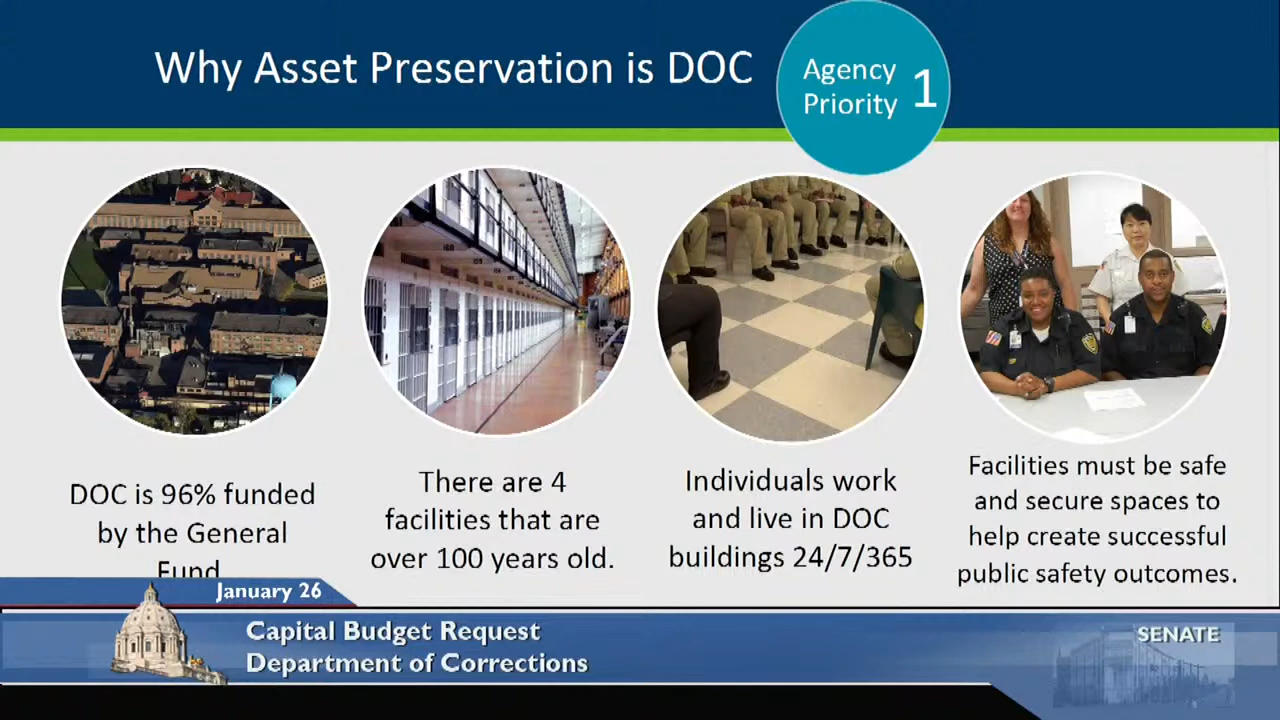 Why Asset Preservation is DOC
Agency
Priority 1
DOC is 96% funded
by the General
Fund
There are 4
facilities that are
over 100 years old.
Individuals work
and live in DOC
buildings 24/7/365
Facilities must be safe
and secure spaces to
help create successful
public safety outcomes.
January 26
Capital Budget Request
Department of Corrections
SENATE